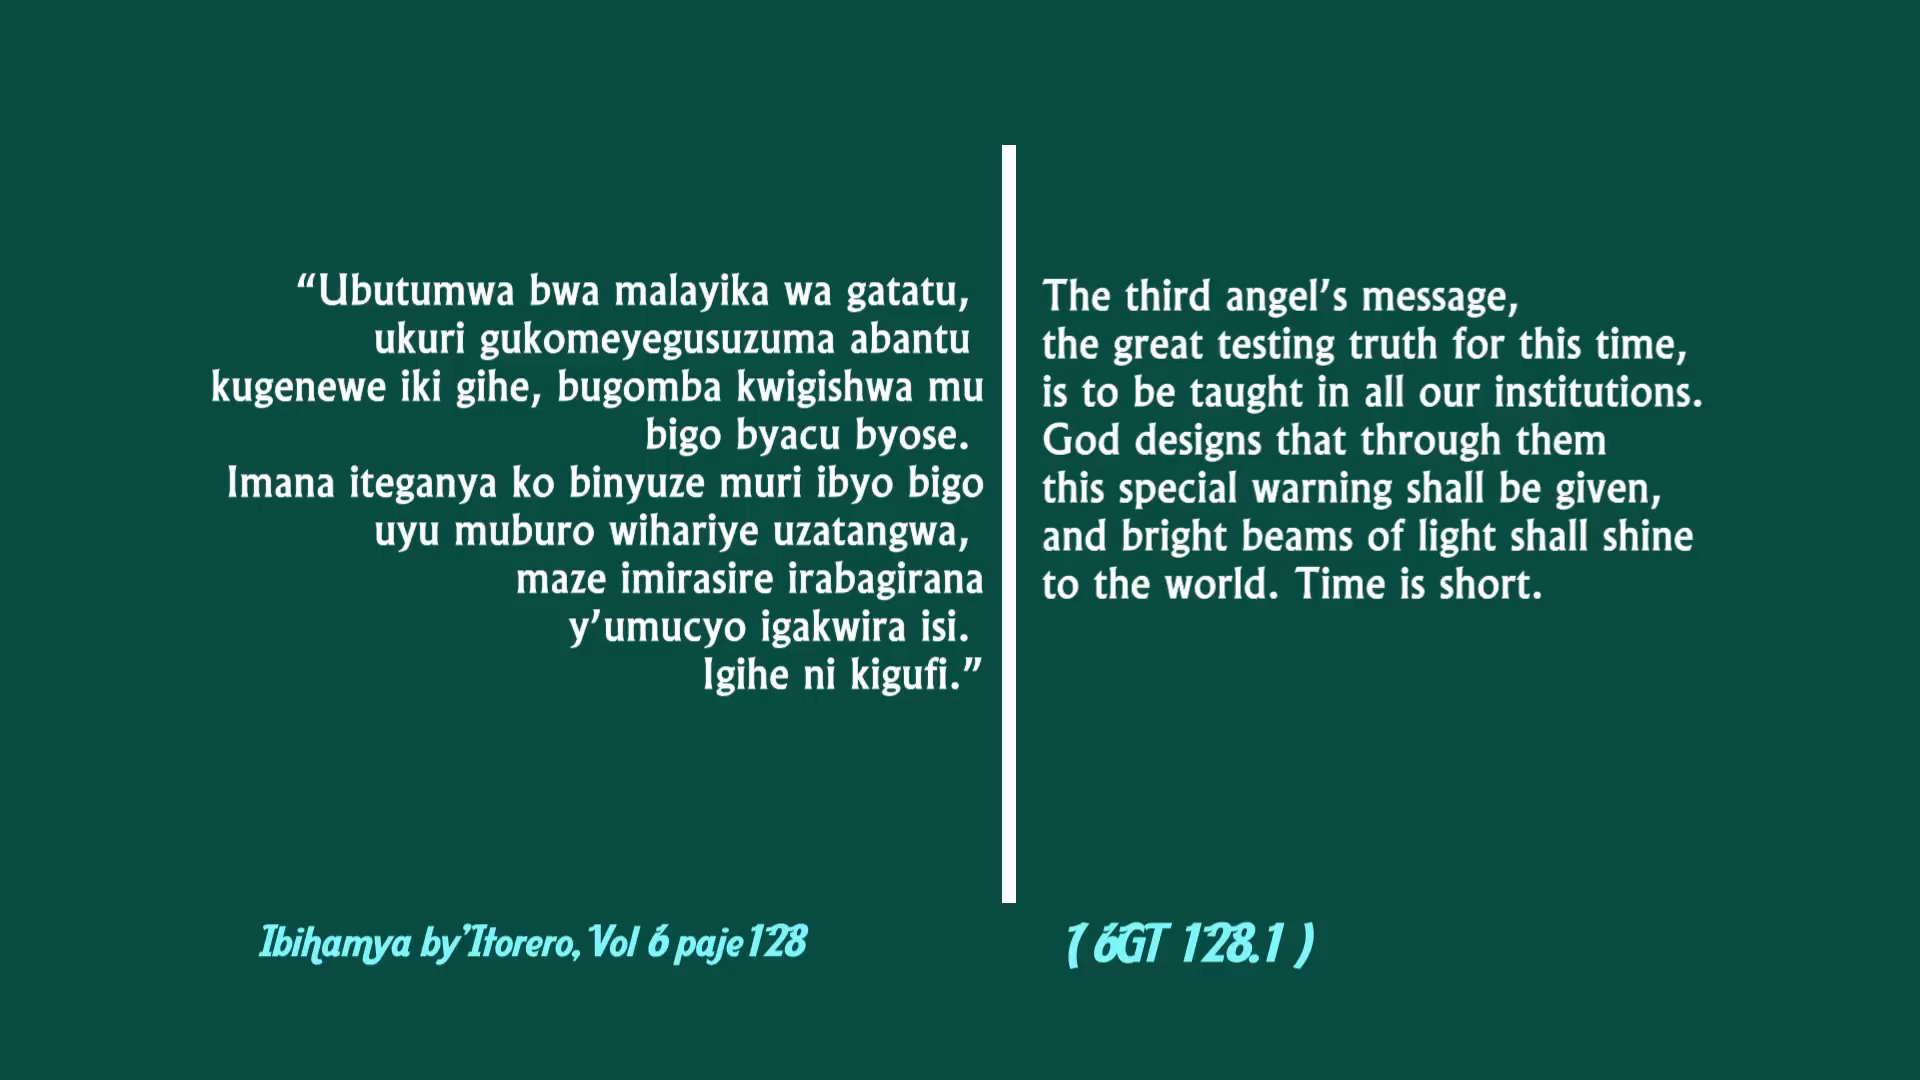 “Ubutumwa bwa malayika wa gatatu,
ukuri gukomeyegusuzuma abantu
kugenewe iki gihe, bugomba kwigishwa mu
bigo byacu byose.
Imana iteganya ko binyuze muri ibyo bigo
uyu muburo wihariye uzatangwa,
maze imirasire irabagirana
y’umucyo igakwira isi.
Igihe ni kigufi.”
Ibihamya by’Itorero, Vol 6 paje 128
The third angel’s message,
the great testing truth for this time,
is to be taught in all our institutions.
God designs that through them
this special warning shall be given,
and bright beams of light shall shine
to the world. Time is short.
( 6GT 128.1 )